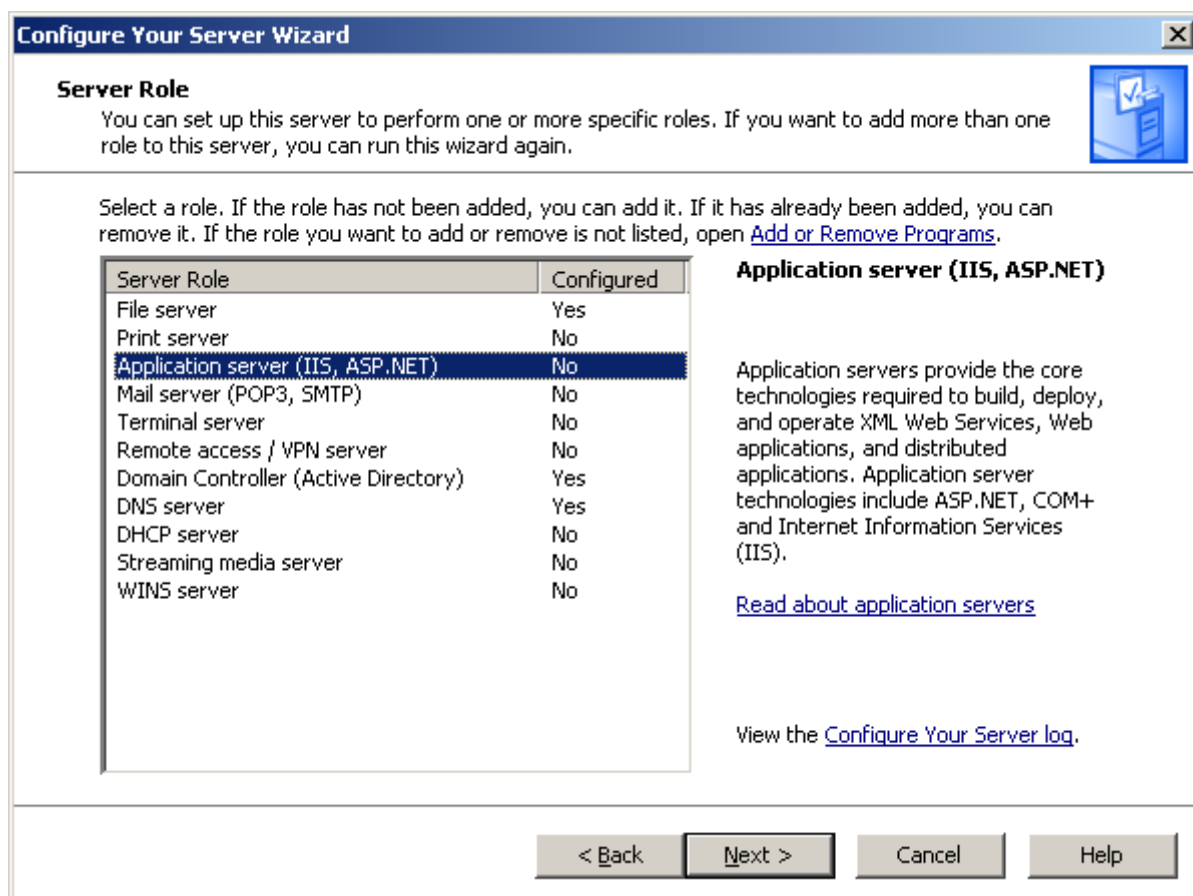 Configure Your Server Wizard
Server Role
You can set up this server to perform one or more specific roles. If you want to add more than one
role to this server, you can run this wizard again.
Select a role. If the role has not been added, you can add it. If it has already been added, you can
remove it. If the role you want to add or remove is not listed, open Add or Remove Programs.
Server Role Configured
File server Yes
Print server No
Application server (IIS, ASP.NET) No
Mail server (POP3, SMTP) No
Terminal server No
Remote access / VPN server No
Domain Controller (Active Directory) Yes
DNS server Yes
DHCP server No
Streaming media server No
WINS server No
Application server (IIS, ASP.NET)
Application servers provide the core
technologies required to build, deploy,
and operate XML Web Services, Web
applications, and distributed
applications. Application server
technologies include ASP.NET, COM+
and Internet Information Services
(IIS).
Read about application servers
View the Configure Your Server log.
< Back Next > Cancel Help